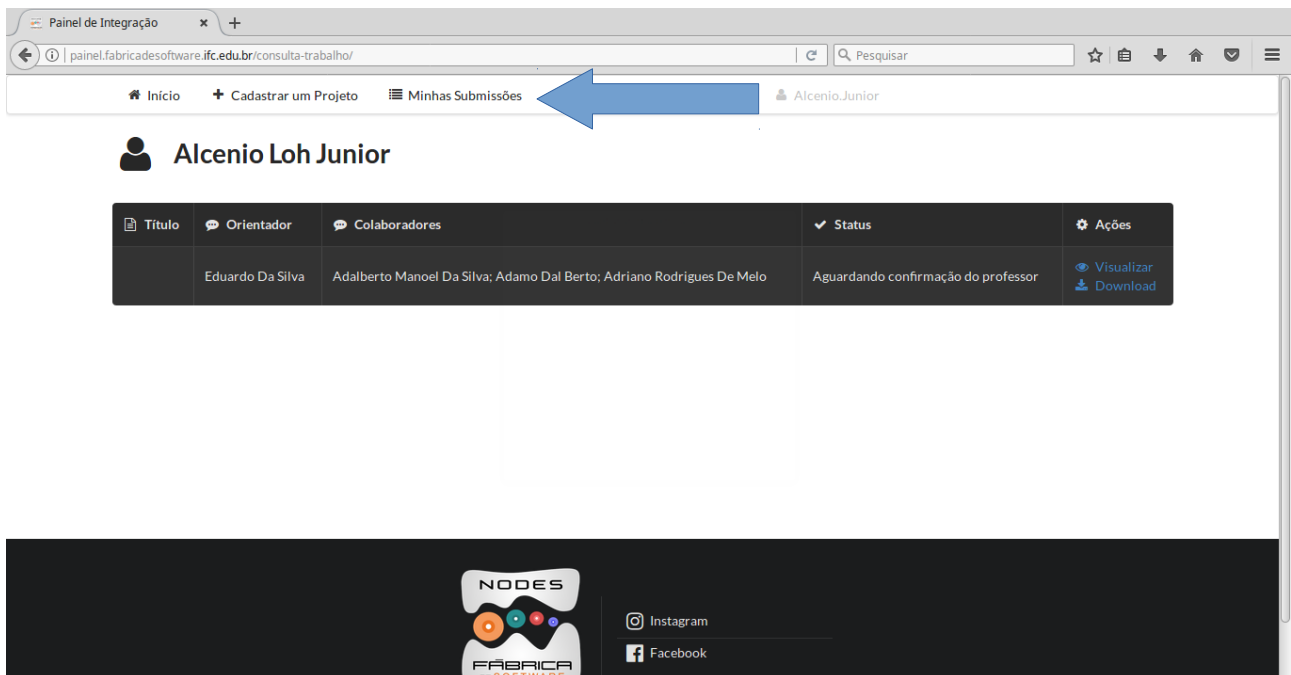 Painel de Integração
painel.fabricadesoftware.ifc.edu.br/consulta-trabalho/
Pesquisar
Início Cadastrar um Projeto Minhas Submissões Alcenio.Junior
Alcenio Loh Junior
Título Orientador Colaboradores Status Ações
Eduardo Da Silva Adalberto Manoel Da Silva; Adamo Dal Berto; Adriano Rodrigues De Melo Aguardando confirmação do professor Visualizar
Download
NODES
Instagram
Facebook
FÁBRICA
SOFTWARE